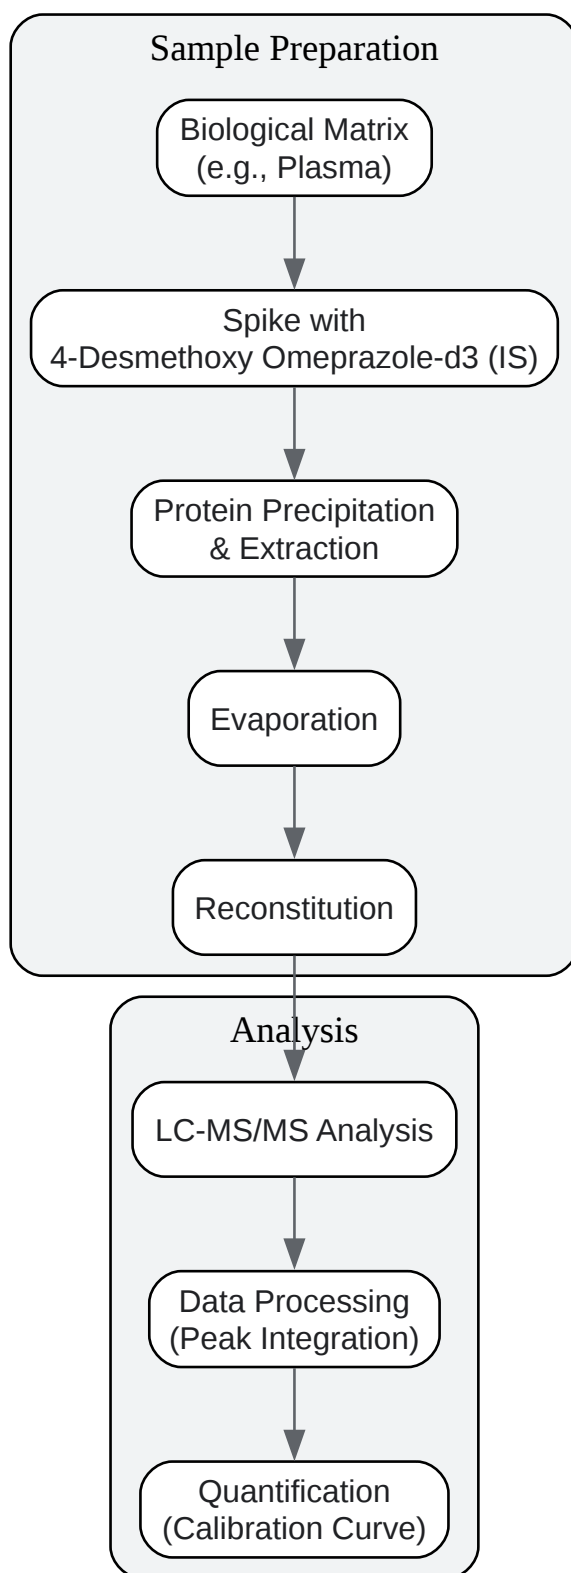 Sample Preparation
Biological Matrix
(e.g., Plasma)
Spike with
4-Desmethoxy Omeprazole-d3 (IS)
Protein Precipitation
& Extraction
Evaporation
Reconstitution
Analysis
LC-MS/MS Analysis
Data Processing
(Peak Integration)
Quantification
(Calibration Curve)